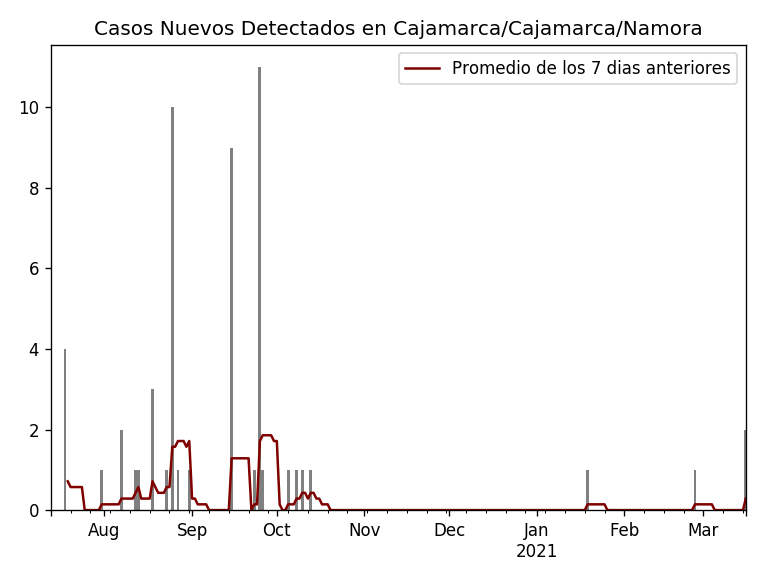 Casos Nuevos Detectados en Cajamarca/Cajamarca/Namora
Promedio de los 7 dias anteriores
10
8
6
4
2
0
Aug Sep Oct Nov Dec Jan Feb Mar
2021